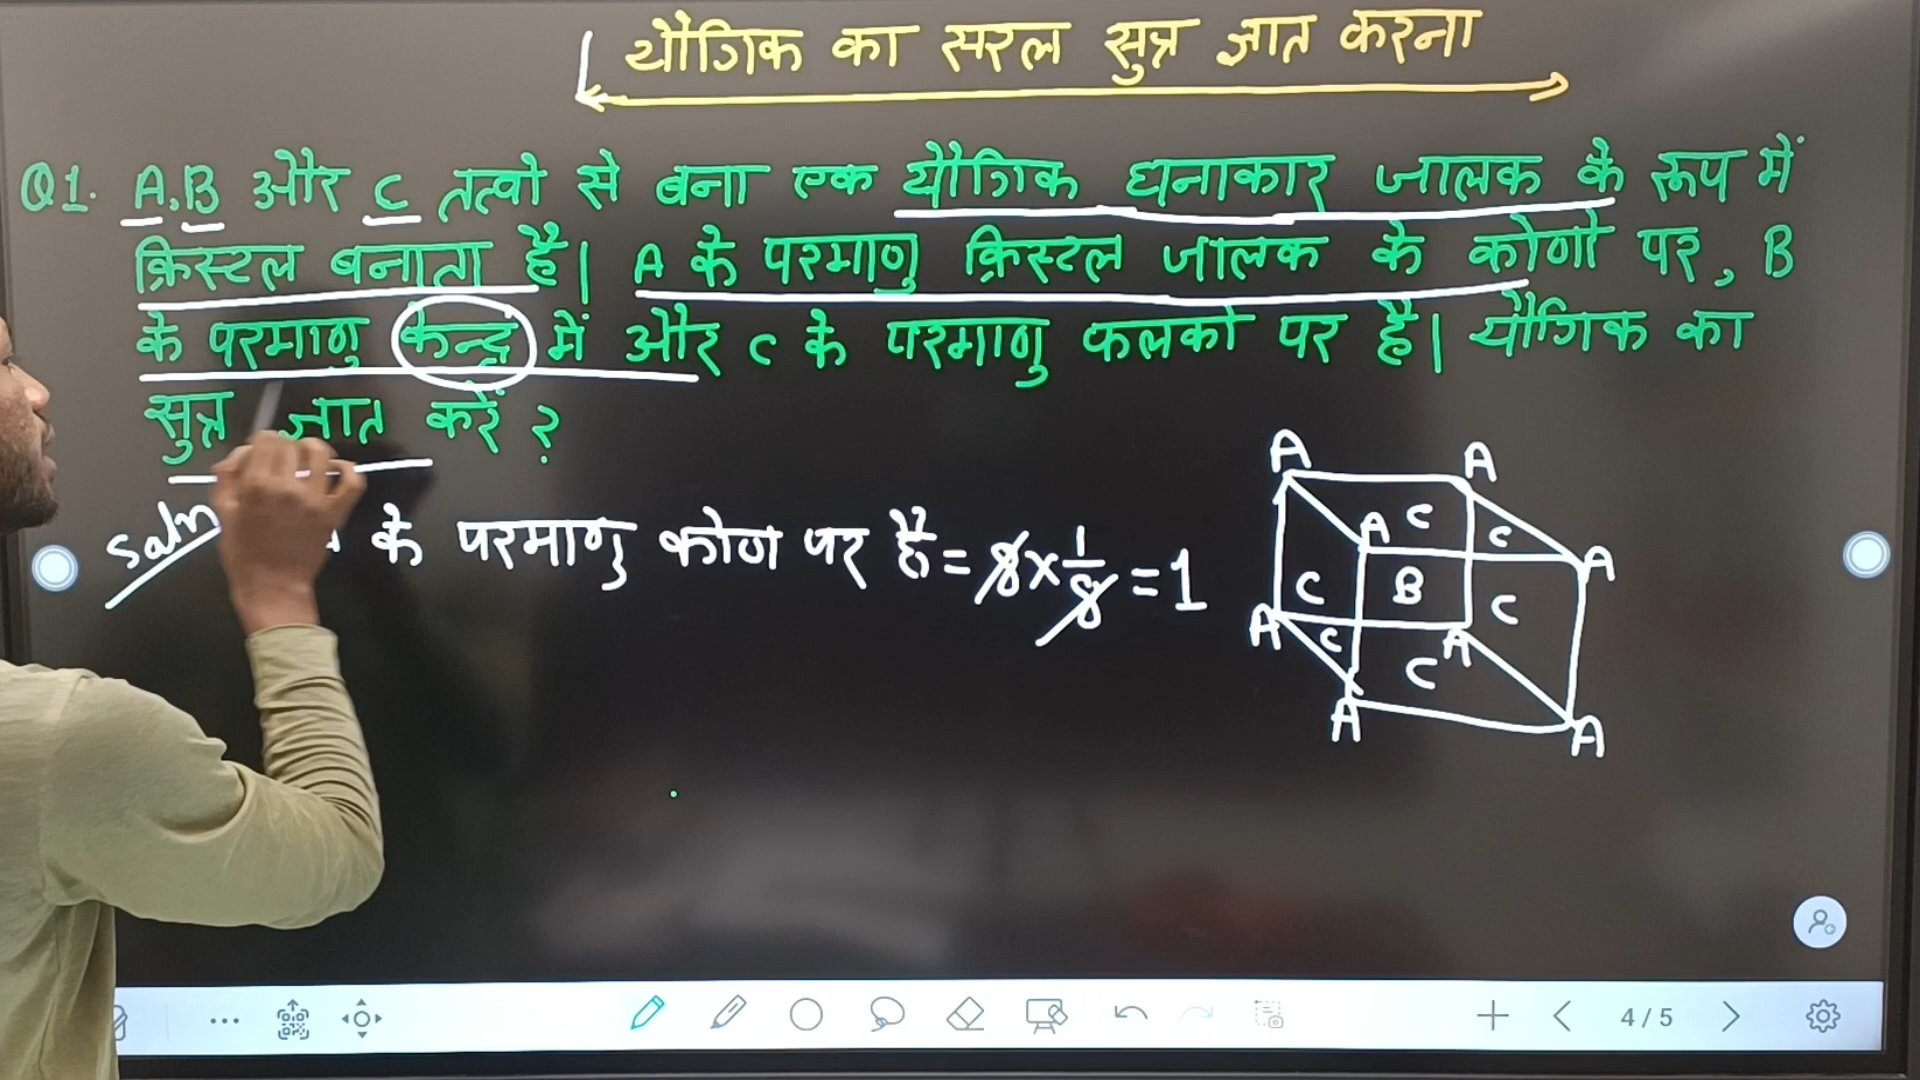 यौगिक का सरल सुत्र ज्ञात करना
Q1. A,B और C तत्वो से बना एक यौगिक घनाकार जालक के रूप में
क्रिस्टल बनाता है। A के परमाणु क्रिस्टल जालक के कोणो पर, B
के परमाणु केन्द्र में और C के परमाणु फलको पर है। यौगिक का
सुत्र ज्ञात करें ?
Soln
के परमाणु कोण पर है = 8 x 1/8 = 1
A A
A C C A
C B C
A C A
C
A A
4 / 5